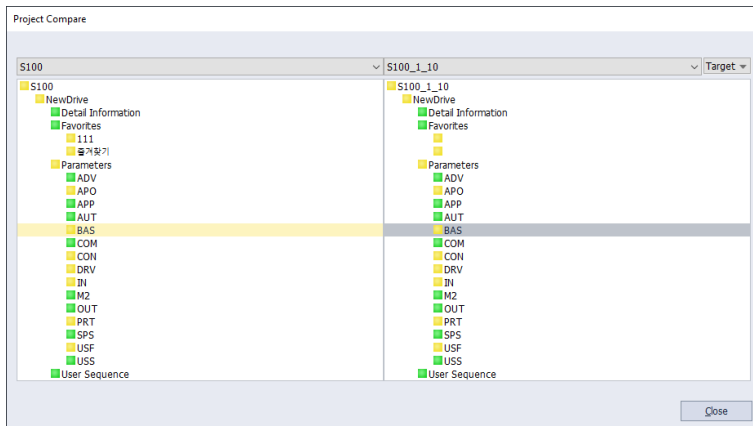 Project Compare
S100
S100_1_10
Target
S100
NewDrive
Detail Information
Favorites
111
즐겨찾기
Parameters
ADV
APO
APP
AUT
BAS
COM
CON
DRV
IN
M2
OUT
PRT
SPS
USF
USS
User Sequence
S100_1_10
NewDrive
Detail Information
Favorites
Parameters
ADV
APO
APP
AUT
BAS
COM
CON
DRV
IN
M2
OUT
PRT
SPS
USF
USS
User Sequence
Close